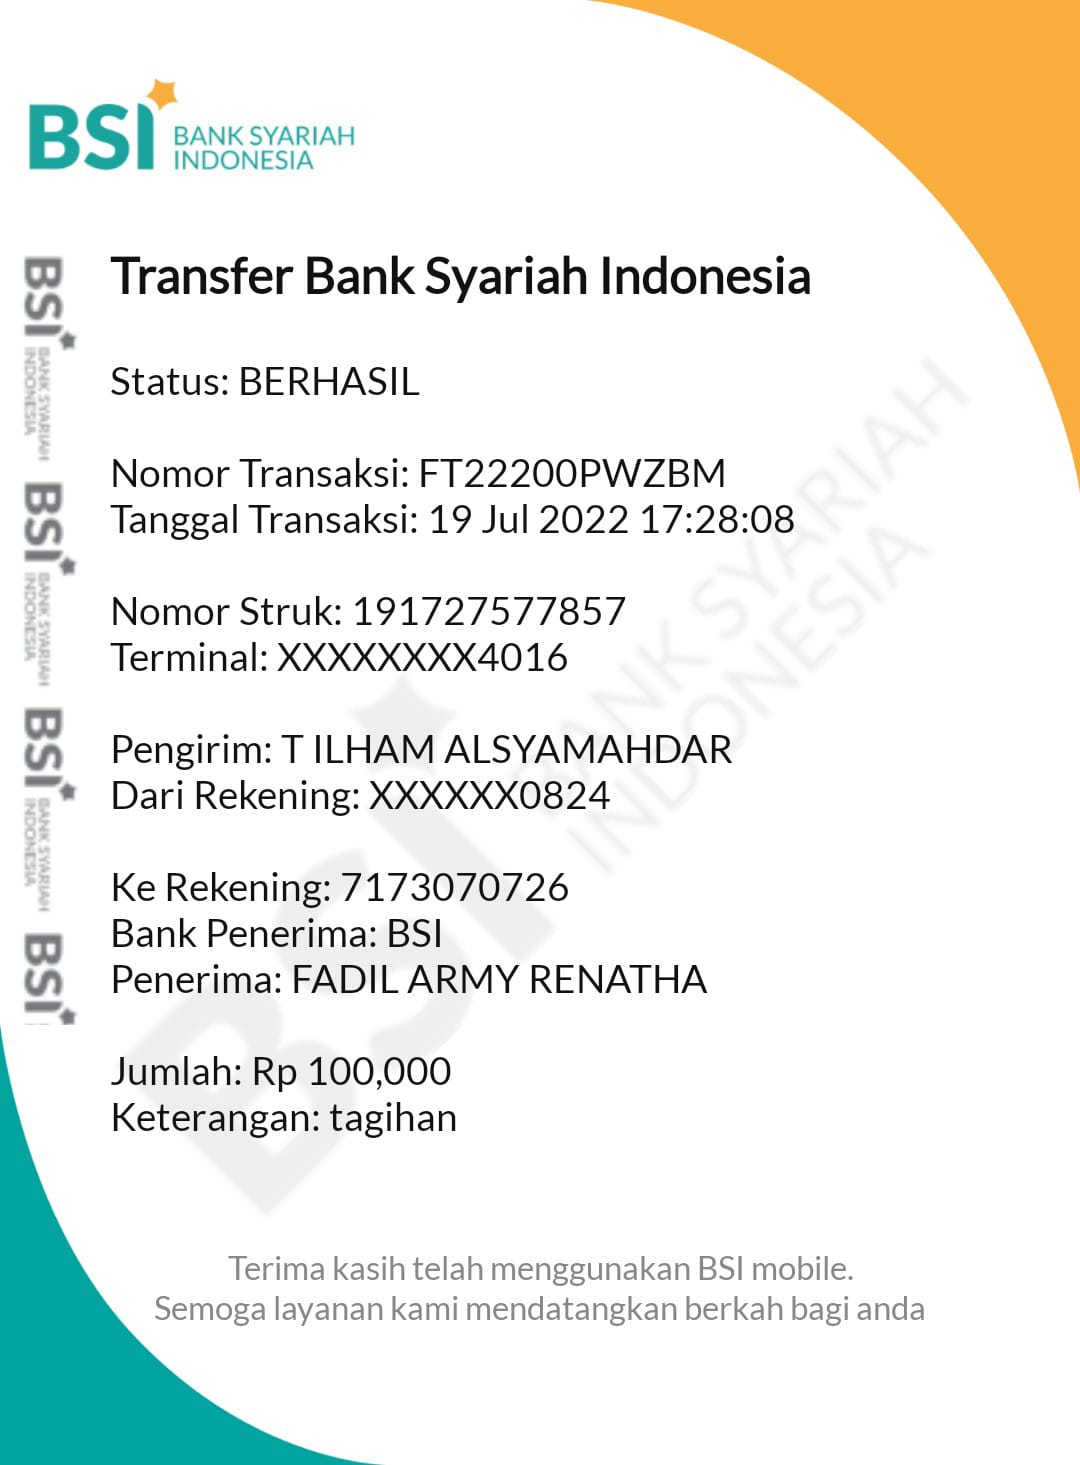 BSI BANK SYARIAH
INDONESIA
Transfer Bank Syariah Indonesia
Status: BERHASIL
Nomor Transaksi: FT22200PWZBM
Tanggal Transaksi: 19 Jul 2022 17:28:08
Nomor Struk: 191727577857
Terminal: XXXXXXXX4016
Pengirim: T ILHAM ALSYAMAHDAR
Dari Rekening: XXXXXX0824
Ke Rekening: 7173070726
Bank Penerima: BSI
Penerima: FADIL ARMY RENATHA
Jumlah: Rp 100,000
Keterangan: tagihan
Terima kasih telah menggunakan BSI mobile.
Semoga layanan kami mendatangkan berkah bagi anda
BSI BANK SYARIAH
INDONESIA
BSI BANK SYARIAH
INDONESIA
BSI BANK SYARIAH
INDONESIA
BSI
BSI BANK SYARIAH
INDONESIA